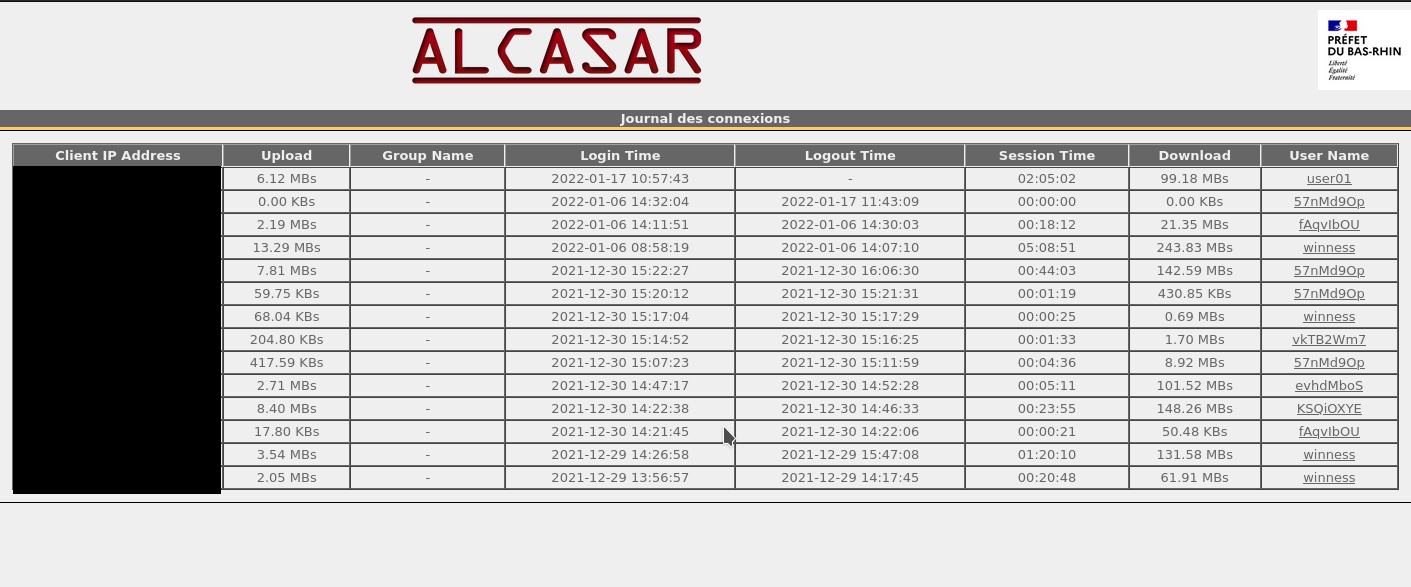 ALCASAR
PRÉFET
DU BAS-RHIN
Liberté
Égalité
Fraternité
Journal des connexions
Client IP Address Upload Group Name Login Time Logout Time Session Time Download User Name
6.12 MBs - 2022-01-17 10:57:43 - 02:05:02 99.18 MBs user01
0.00 KBs - 2022-01-06 14:32:04 2022-01-17 11:43:09 00:00:00 0.00 KBs 57nMd9Op
2.19 MBs - 2022-01-06 14:11:51 2022-01-06 14:30:03 00:18:12 21.35 MBs fAqvIbOU
13.29 MBs - 2022-01-06 08:58:19 2022-01-06 14:07:10 05:08:51 243.83 MBs winness
7.81 MBs - 2021-12-30 15:22:27 2021-12-30 16:06:30 00:44:03 142.59 MBs 57nMd9Op
59.75 KBs - 2021-12-30 15:20:12 2021-12-30 15:21:31 00:01:19 430.85 KBs 57nMd9Op
68.04 KBs - 2021-12-30 15:17:04 2021-12-30 15:17:29 00:00:25 0.69 MBs winness
204.80 KBs - 2021-12-30 15:14:52 2021-12-30 15:16:25 00:01:33 1.70 MBs vkTB2Wm7
417.59 KBs - 2021-12-30 15:07:23 2021-12-30 15:11:59 00:04:36 8.92 MBs 57nMd9Op
2.71 MBs - 2021-12-30 14:47:17 2021-12-30 14:52:28 00:05:11 101.52 MBs evhdMboS
8.40 MBs - 2021-12-30 14:22:38 2021-12-30 14:46:33 00:23:55 148.26 MBs KSQiOXYE
17.80 KBs - 2021-12-30 14:21:45 2021-12-30 14:22:06 00:00:21 50.48 KBs fAqvIbOU
3.54 MBs - 2021-12-29 14:26:58 2021-12-29 15:47:08 01:20:10 131.58 MBs winness
2.05 MBs - 2021-12-29 13:56:57 2021-12-29 14:17:45 00:20:48 61.91 MBs winness